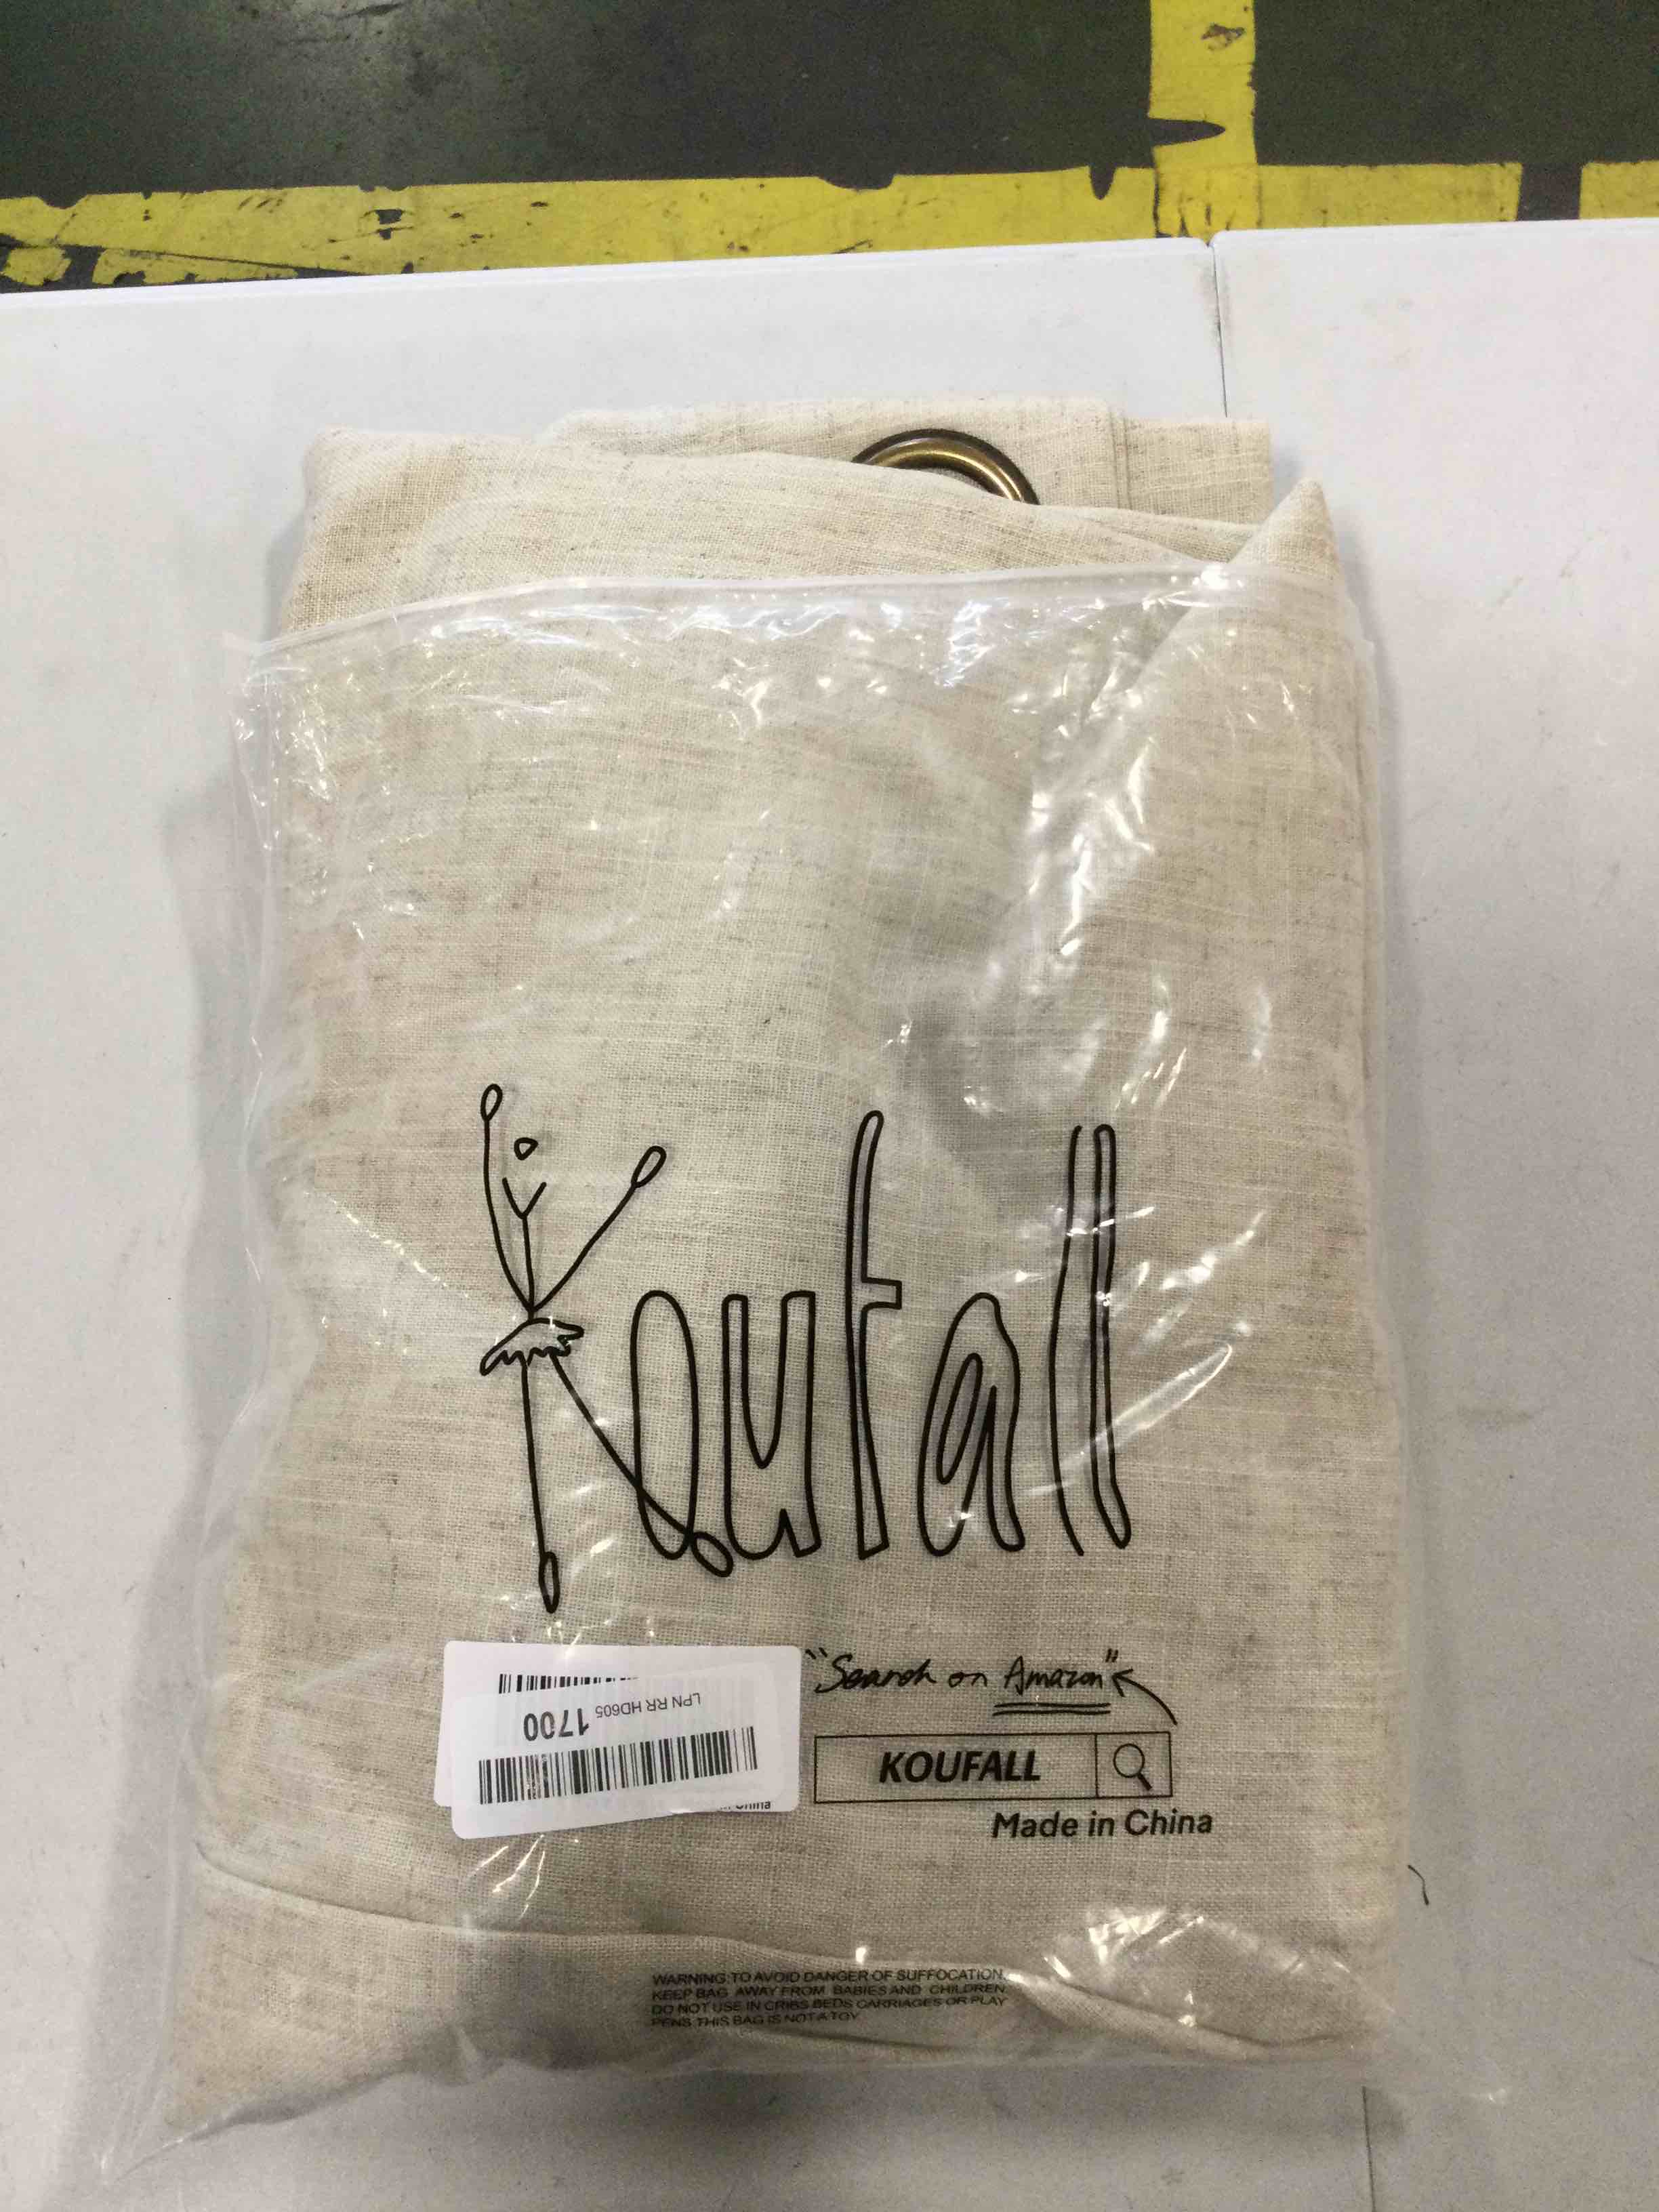 Koufall
"Search on Amazon"
KOUFALL
Made in China
LPN RR HD605
1700
in China
WARNING:TO AVOID DANGER OF SUFFOCATION,
KEEP BAG AWAY FROM BABIES AND CHILDREN.
DO NOT USE IN CRIBS BEDS CARRIAGES OR PLAY
PENS THIS BAG IS NOT A TOY